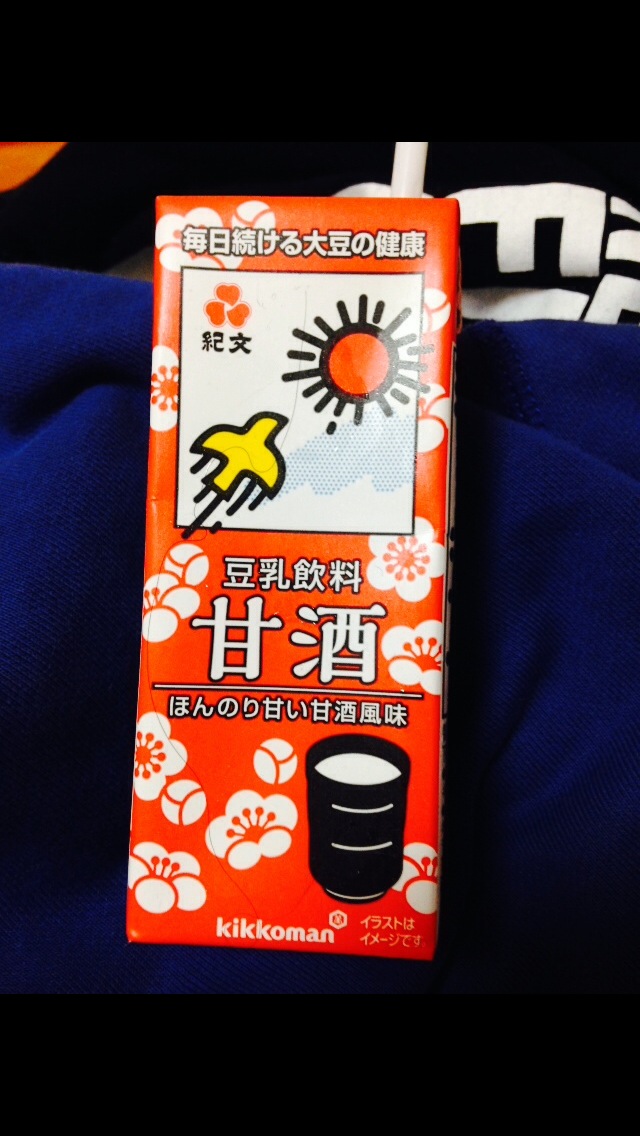 毎日続ける大豆の健康
紀文
豆乳飲料
甘酒
ほんのり甘い甘酒風味
kikkoman
イラストは
イメージです。